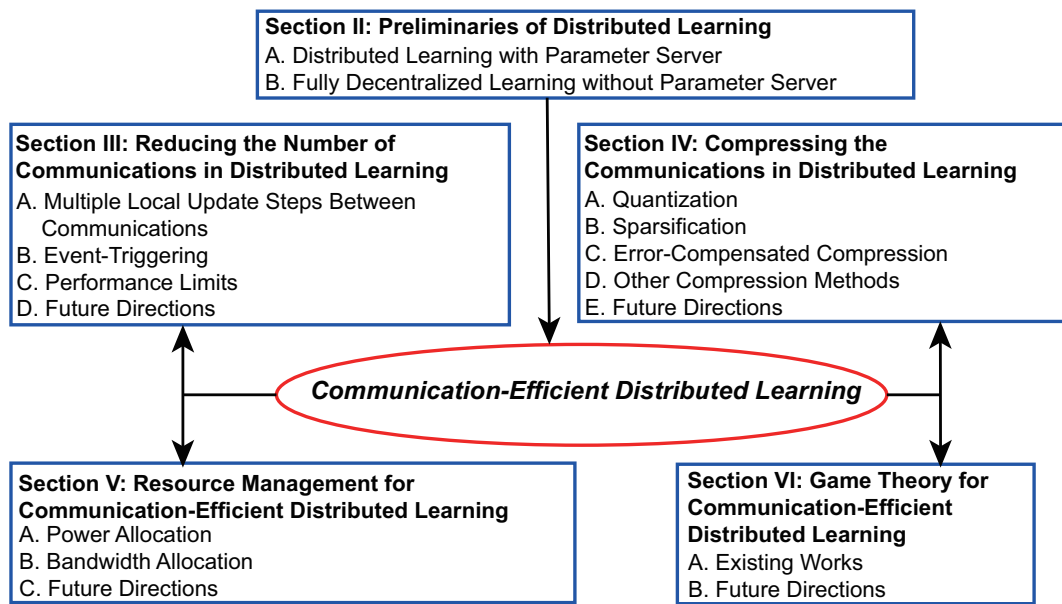 Section II: Preliminaries of Distributed Learning
A. Distributed Learning with Parameter Server
B. Fully Decentralized Learning without Parameter Server
Section III: Reducing the Number of
Communications in Distributed Learning
A. Multiple Local Update Steps Between
Communications
B. Event-Triggering
C. Performance Limits
D. Future Directions
Section IV: Compressing the
Communications in Distributed Learning
A. Quantization
B. Sparsification
C. Error-Compensated Compression
D. Other Compression Methods
E. Future Directions
Communication-Efficient Distributed Learning
Section V: Resource Management for
Communication-Efficient Distributed Learning
A. Power Allocation
B. Bandwidth Allocation
C. Future Directions
Section VI: Game Theory for
Communication-Efficient
Distributed Learning
A. Existing Works
B. Future Directions